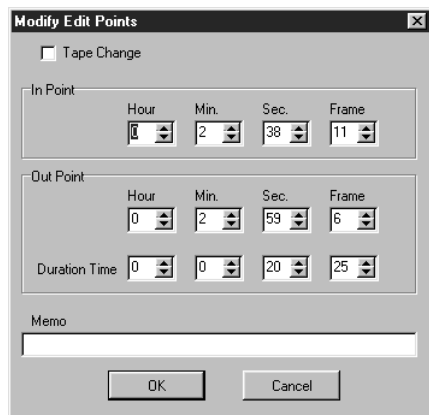 Modify Edit Points
Tape Change
In Point
Hour Min. Sec. Frame
0 2 38 11
Out Point
Hour Min. Sec. Frame
0 2 59 6
Duration Time 0 0 20 25
Memo
OK Cancel